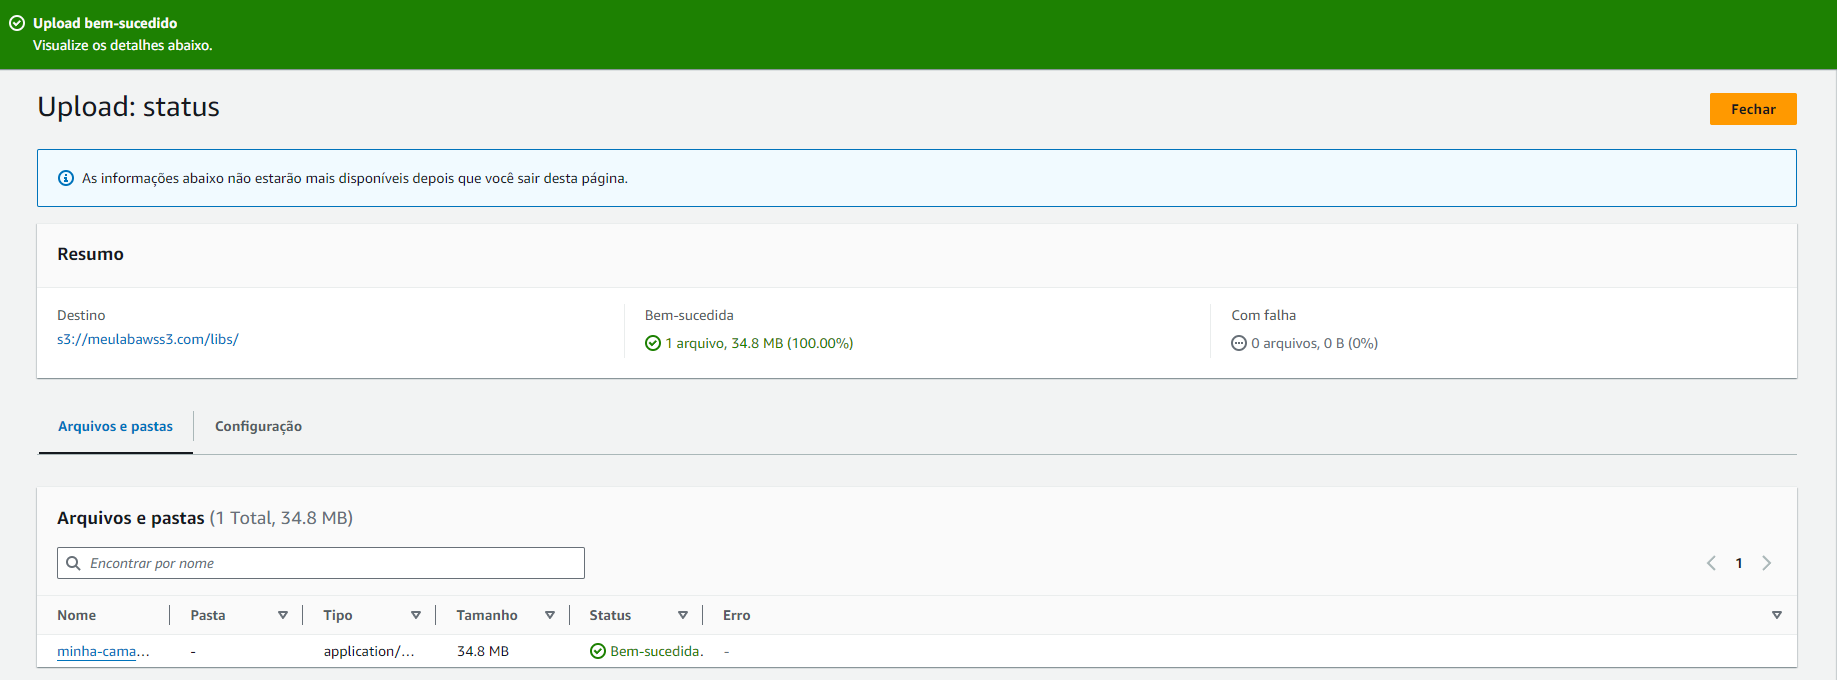 Upload bem-sucedido
Visualize os detalhes abaixo.
Upload: status
Fechar
As informações abaixo não estarão mais disponíveis depois que você sair desta página.
Resumo
Destino
s3://meulabawss3.com/libs/
Bem-sucedida
1 arquivo, 34.8 MB (100.00%)
Com falha
0 arquivos, 0 B (0%)
Arquivos e pastas
Configuração
Arquivos e pastas (1 Total, 34.8 MB)
Encontrar por nome
1
Nome Pasta Tipo Tamanho Status Erro
minha-cama... - application/... 34.8 MB Bem-sucedida. -